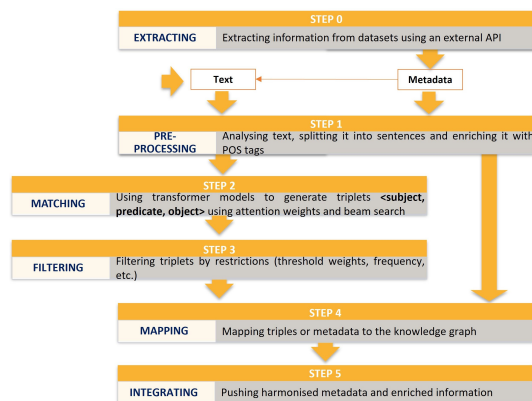 STEP 0
EXTRACTING
Extracting information from datasets using an external API
Text
Metadata
STEP 1
PRE-
PROCESSING
Analysing text, splitting it into sentences and enriching it with
POS tags
STEP 2
MATCHING
Using transformer models to generate triplets <subject,
predicate, object> using attention weights and beam search
STEP 3
FILTERING
Filtering triplets by restrictions (threshold weights, frequency,
etc.)
STEP 4
MAPPING
Mapping triples or metadata to the knowledge graph
STEP 5
INTEGRATING
Pushing harmonised metadata and enriched information